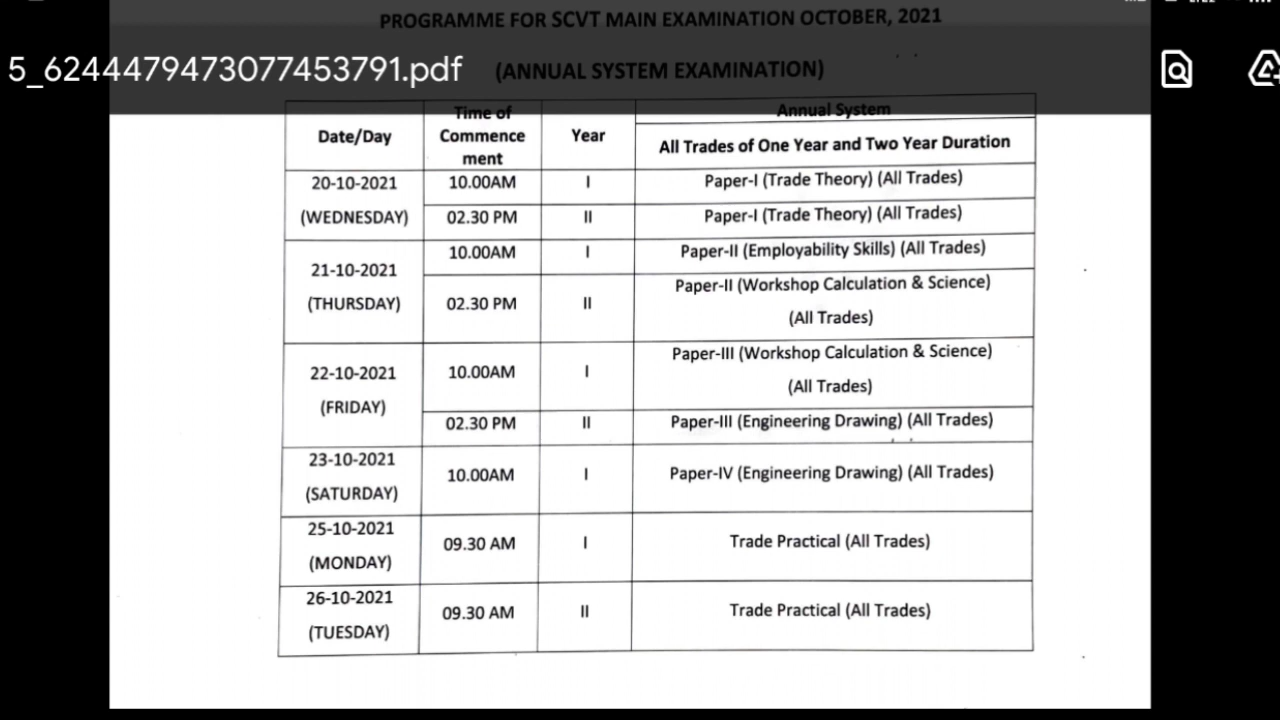 PROGRAMME FOR SCVT MAIN EXAMINATION OCTOBER, 2021
5_6244479473077453791.pdf
(ANNUAL SYSTEM EXAMINATION)
Date/Day
Time of
Commence
ment
Year
Annual System
All Trades of One Year and Two Year Duration
20-10-2021
(WEDNESDAY)
10.00AM I Paper-I (Trade Theory) (All Trades)
02.30 PM II Paper-I (Trade Theory) (All Trades)
21-10-2021
(THURSDAY)
10.00AM I Paper-II (Employability Skills) (All Trades)
02.30 PM II Paper-II (Workshop Calculation & Science)
(All Trades)
22-10-2021
(FRIDAY)
10.00AM I Paper-III (Workshop Calculation & Science)
(All Trades)
02.30 PM II Paper-III (Engineering Drawing) (All Trades)
23-10-2021
(SATURDAY)
10.00AM I Paper-IV (Engineering Drawing) (All Trades)
25-10-2021
(MONDAY)
09.30 AM I Trade Practical (All Trades)
26-10-2021
(TUESDAY)
09.30 AM II Trade Practical (All Trades)